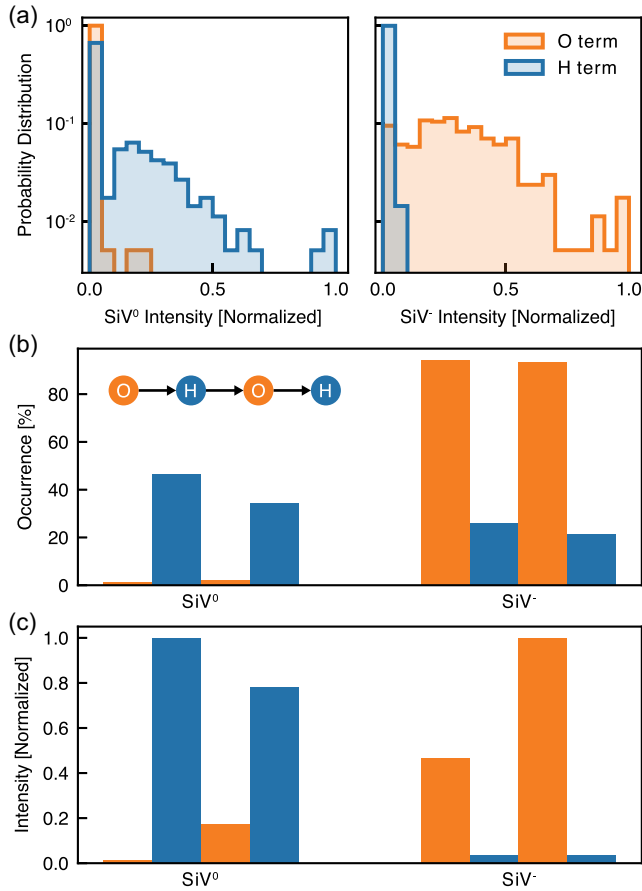 (a)
10⁰
10⁻¹
10⁻²
Probability Distribution
0.0 0.5 1.0
SiV⁰ Intensity [Normalized]
O term
H term
0.0 0.5 1.0
SiV⁻ Intensity [Normalized]
(b)
80
60
40
20
0
Occurrence [%]
O H O H
SiV⁰ SiV⁻
(c)
1.0
0.8
0.6
0.4
0.2
0.0
Intensity [Normalized]
SiV⁰ SiV⁻